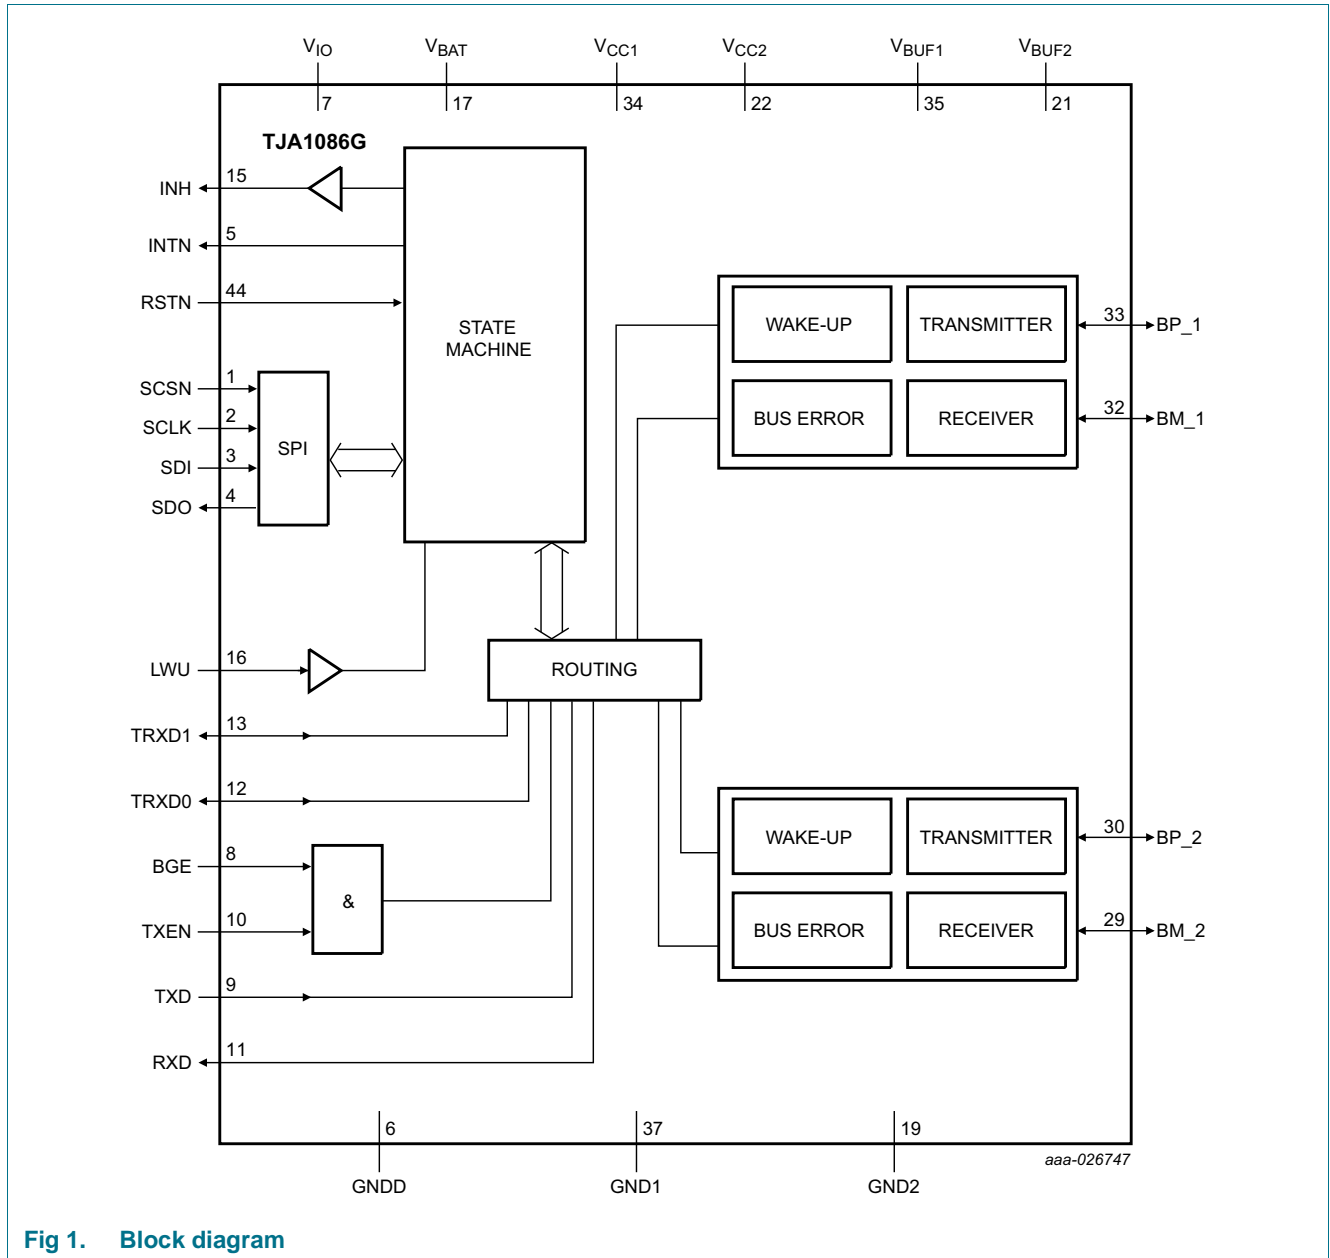 VIO VBAT VCC1 VCC2 VBUF1 VBUF2
7 17 34 22 35 21
TJA1086G
INH 15
INTN 5
RSTN 44
STATE
MACHINE
SCSN 1
SCLK 2
SDI 3
SDO 4
SPI
WAKE-UP TRANSMITTER 33 BP_1
BUS ERROR RECEIVER 32 BM_1
LWU 16
ROUTING
TRXD1 13
TRXD0 12
BGE 8
TXEN 10
&
TXD 9
RXD 11
WAKE-UP TRANSMITTER 30 BP_2
BUS ERROR RECEIVER 29 BM_2
6 37 19
GNDD GND1 GND2
aaa-026747
Fig 1. Block diagram